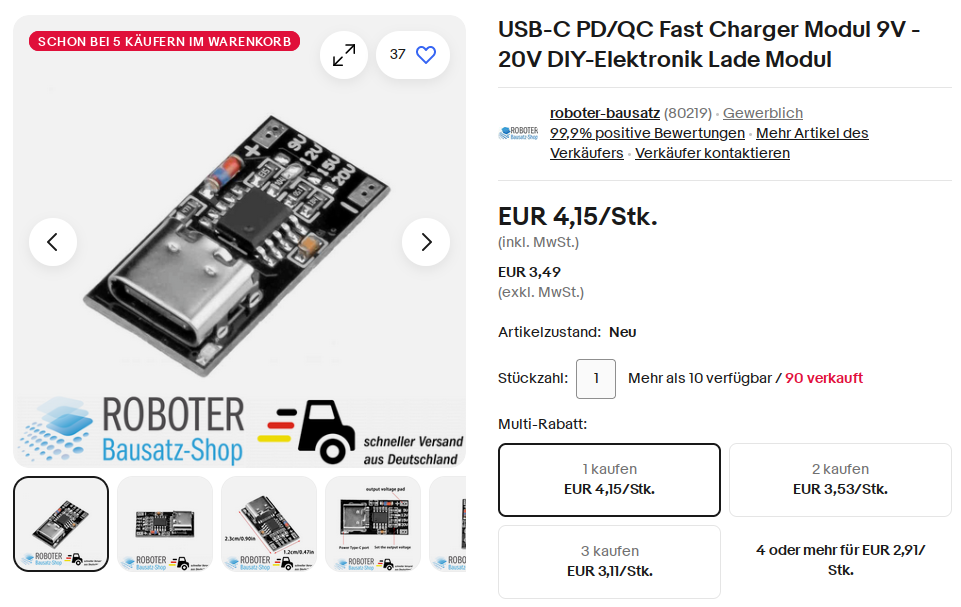 SCHON BEI 5 KÄUFERN IM WARENKORB
37
9V
12V
15V
20V
+
ROBOTER
Bausatz-Shop
schneller Versand
aus Deutschland
output voltage pad
2.3cm/0.90in
1.2cm/0.47in
Power Type-C port
Set the output voltage
USB-C PD/QC Fast Charger Modul 9V -
20V DIY-Elektronik Lade Modul
ROBOTER
Bausatz-Shop
roboter-bausatz (80219) · Gewerblich
99,9% positive Bewertungen · Mehr Artikel des
Verkäufers · Verkäufer kontaktieren
EUR 4,15/Stk.
(inkl. MwSt.)
EUR 3,49
(exkl. MwSt.)
Artikelzustand: Neu
Stückzahl: 1 Mehr als 10 verfügbar / 90 verkauft
Multi-Rabatt:
1 kaufen
EUR 4,15/Stk.
2 kaufen
EUR 3,53/Stk.
3 kaufen
EUR 3,11/Stk.
4 oder mehr für EUR 2,91/
Stk.